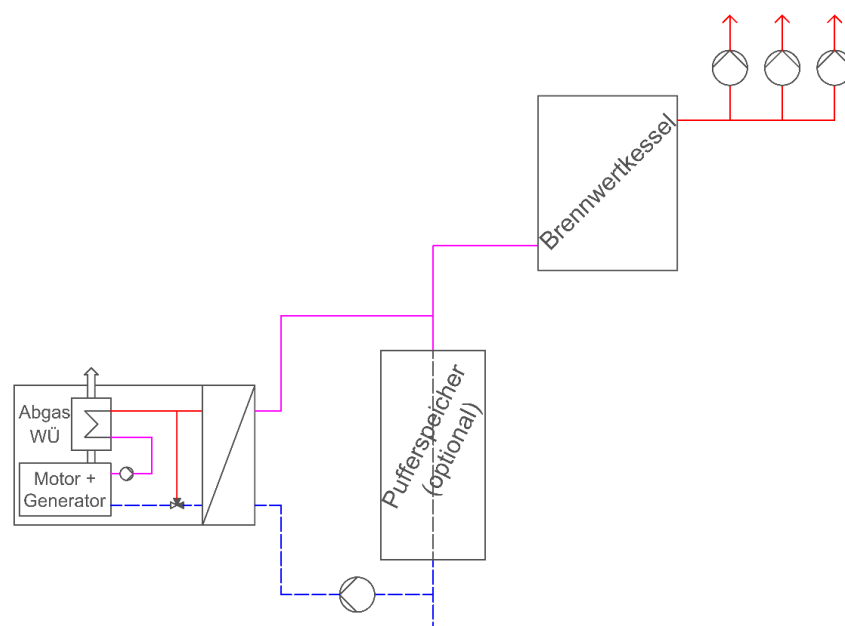 Brennwertkessel
Pufferspeicher
(optional)
Abgas
WÜ
Motor +
Generator